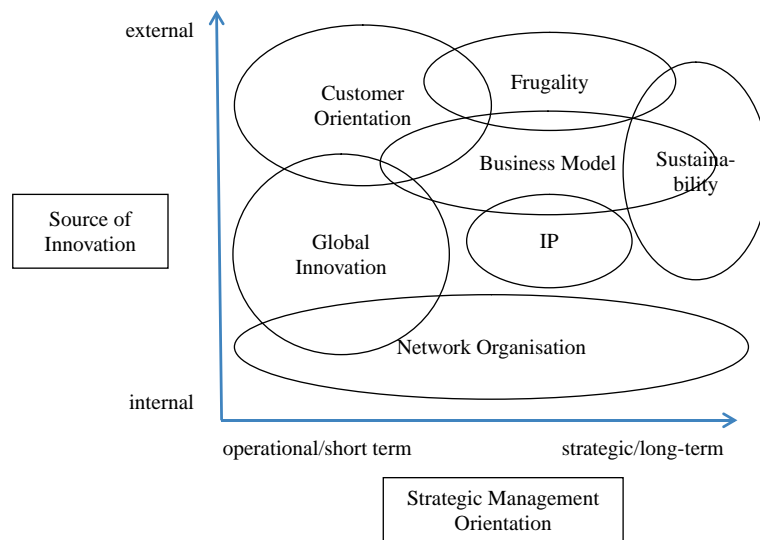 external
Customer
Orientation
Frugality
Business Model
Sustaina-
bility
Source of
Innovation
Global
Innovation
IP
Network Organisation
internal
operational/short term
strategic/long-term
Strategic Management
Orientation